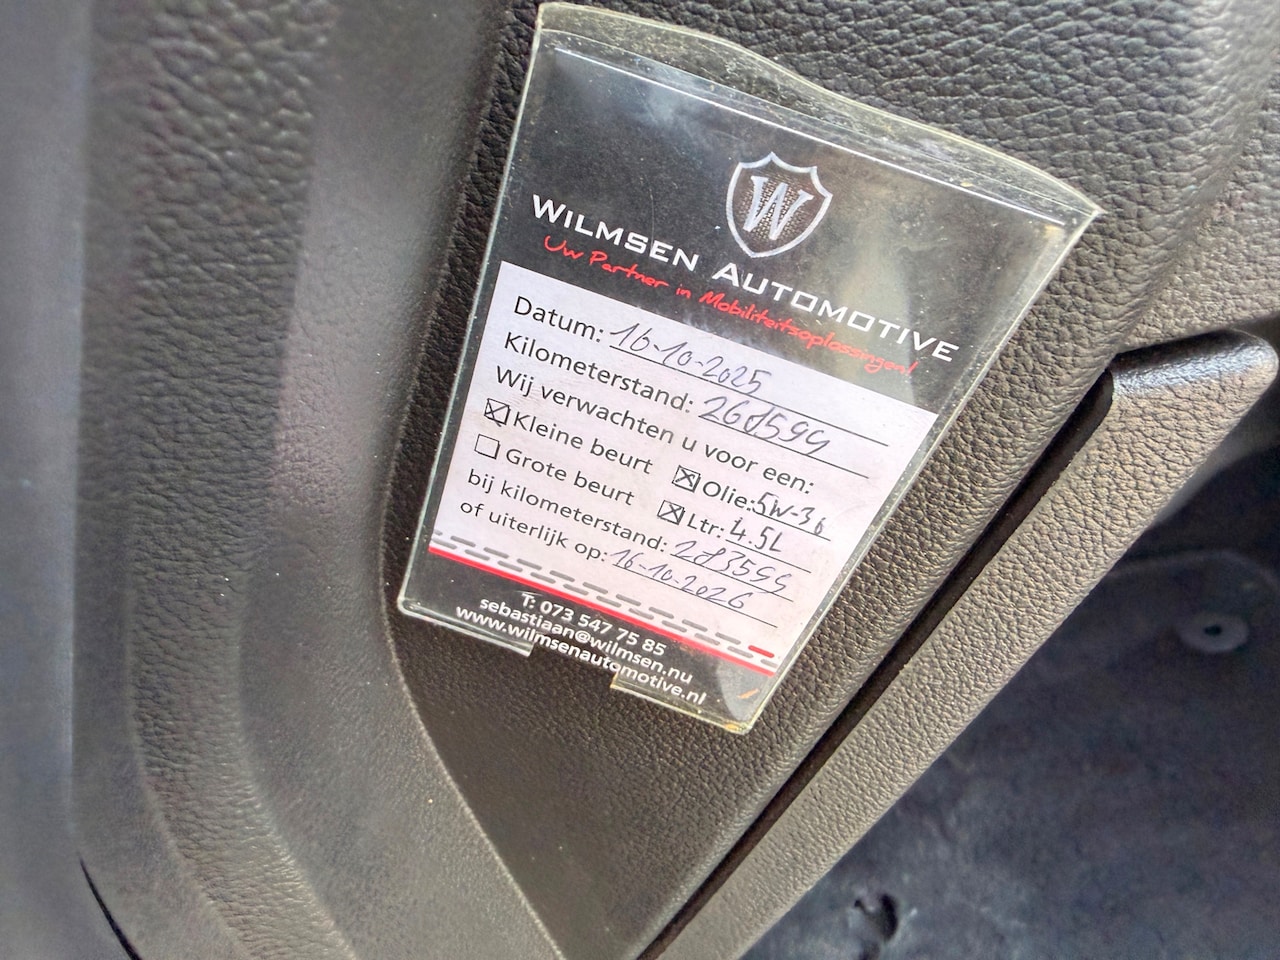 W
WILMSEN AUTOMOTIVE
Uw Partner in Mobiliteitsoplossingen!
Datum: 16-10-2025
Kilometerstand: 268599
Wij verwachten u voor een:
☒ Kleine beurt ☒ Olie: 5W-30
☐ Grote beurt ☒ Ltr: 4.5L
bij kilometerstand: 283599
of uiterlijk op: 16-10-2026
T: 073 547 75 85
sebastiaan@wilmsen.nu
www.wilmsenautomotive.nl